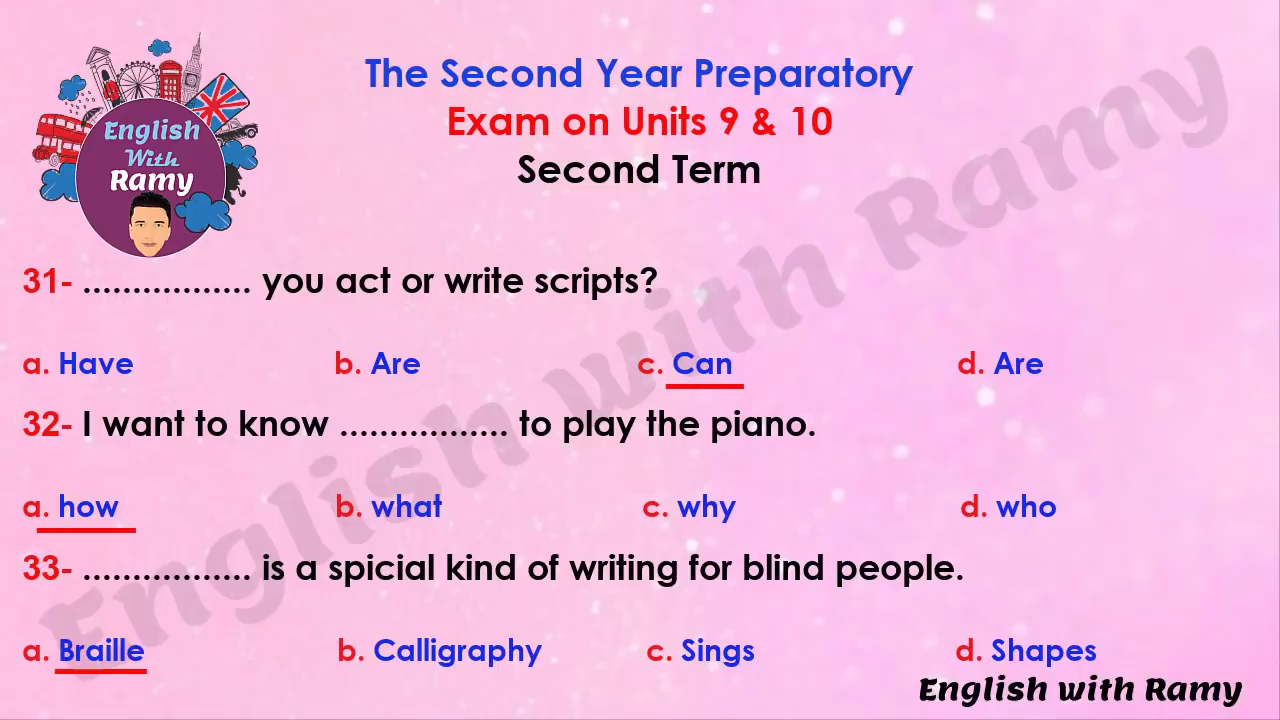 English
With
Ramy
The Second Year Preparatory
Exam on Units 9 & 10
Second Term
31- ................. you act or write scripts?
a. Have b. Are c. Can d. Are
32- I want to know ................. to play the piano.
a. how b. what c. why d. who
33- ................. is a spicial kind of writing for blind people.
a. Braille b. Calligraphy c. Sings d. Shapes
English with Ramy
English with Ramy